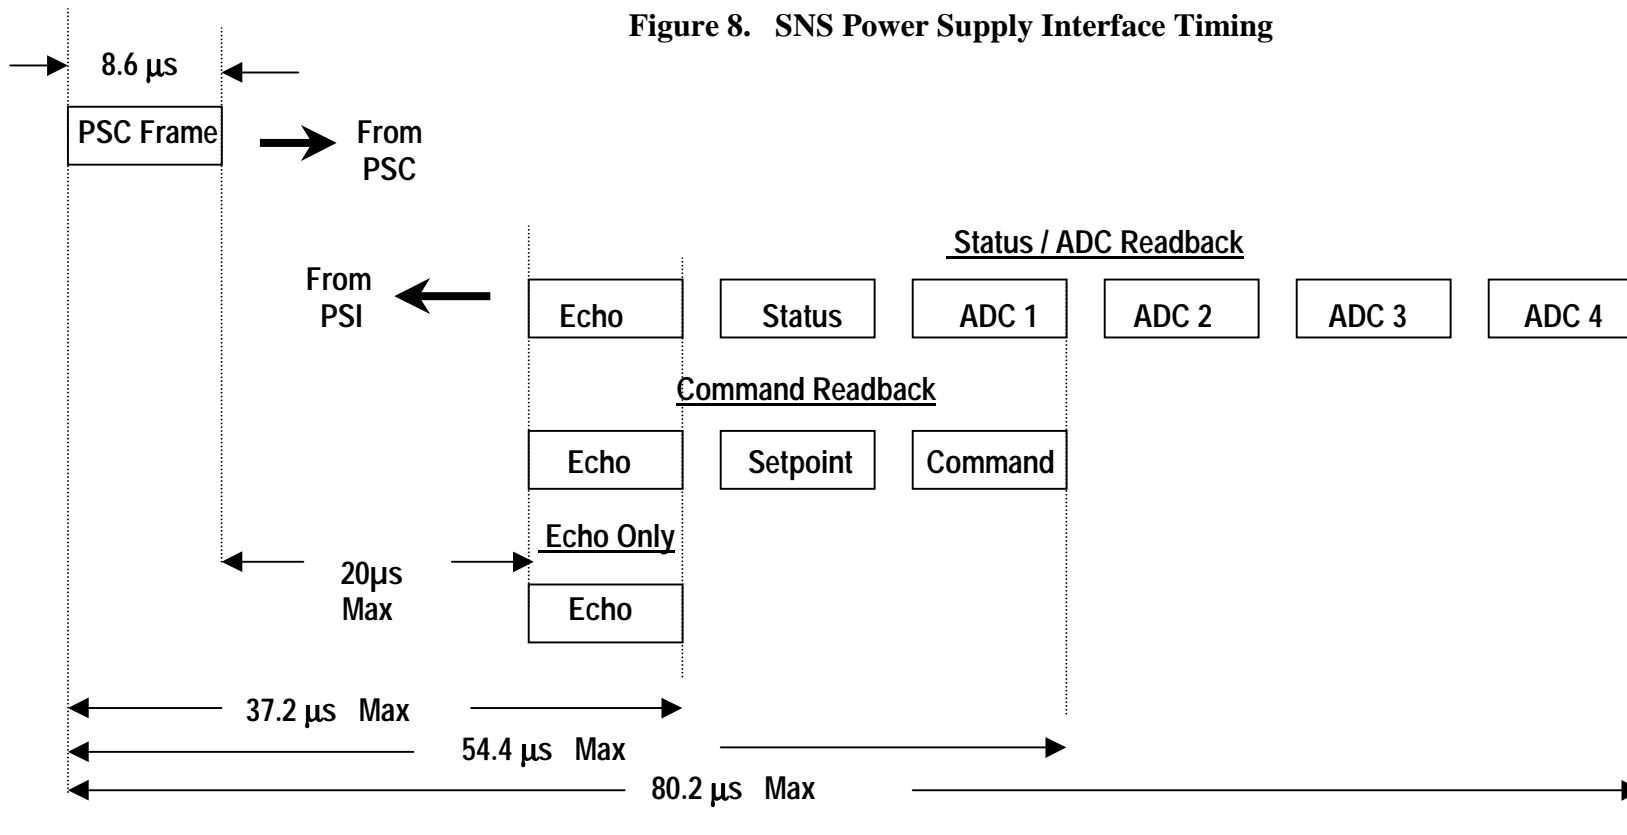 Figure 8. SNS Power Supply Interface Timing
8.6 µs
PSC Frame
From
PSC
Status / ADC Readback
From
PSI
Echo
Status
ADC 1
ADC 2
ADC 3
ADC 4
Command Readback
Echo
Setpoint
Command
Echo Only
20µs
Max
Echo
37.2 µs Max
54.4 µs Max
80.2 µs Max